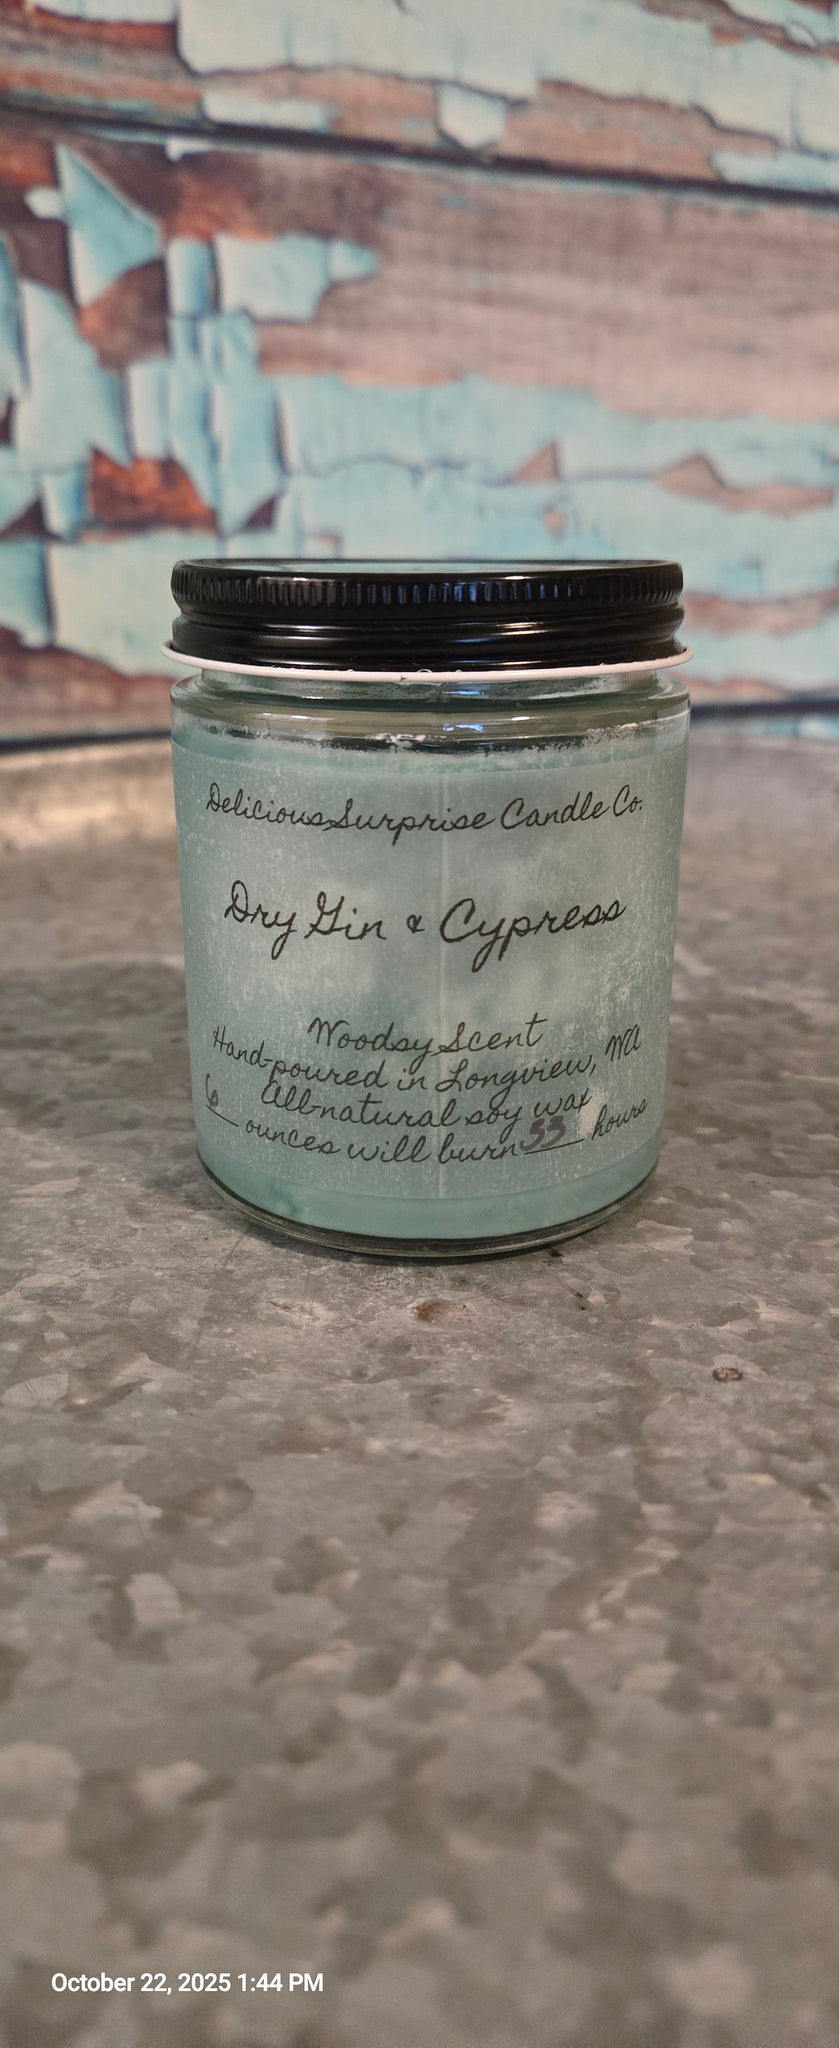 Delicious Surprise Candle Co.
Dry Gin & Cypress
Woodsy Scent
Hand-poured in Longview, WA
All-natural soy wax
6 ounces will burn 33 hours
October 22, 2025 1:44 PM